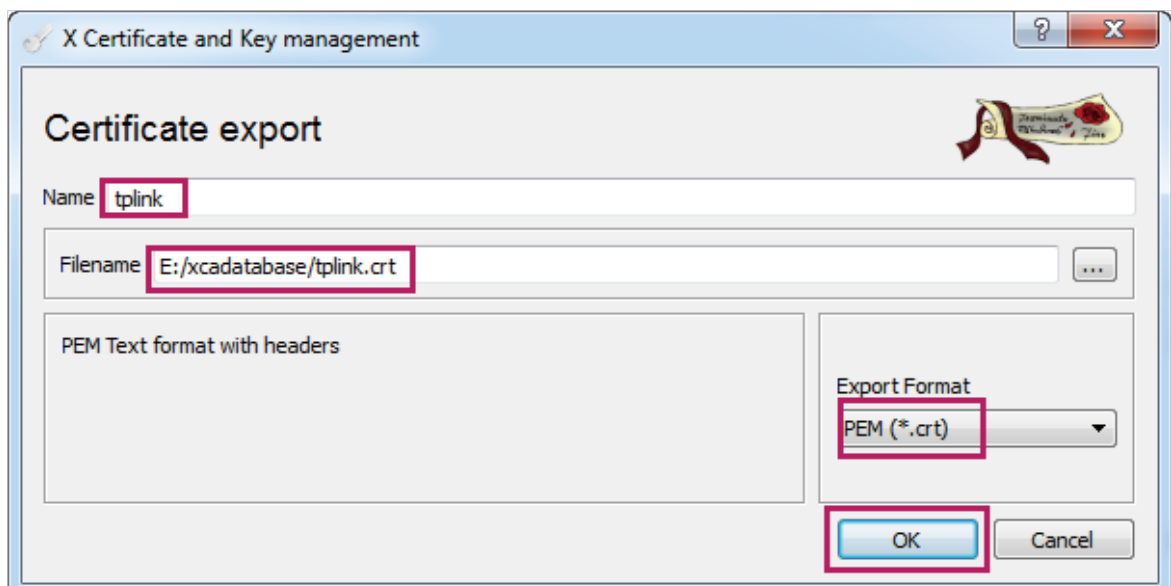 X Certificate and Key management
Certificate export
Name tplink
Filename E:/xcadatabase/tplink.crt ...
PEM Text format with headers
Export Format
PEM (*.crt)
OK Cancel